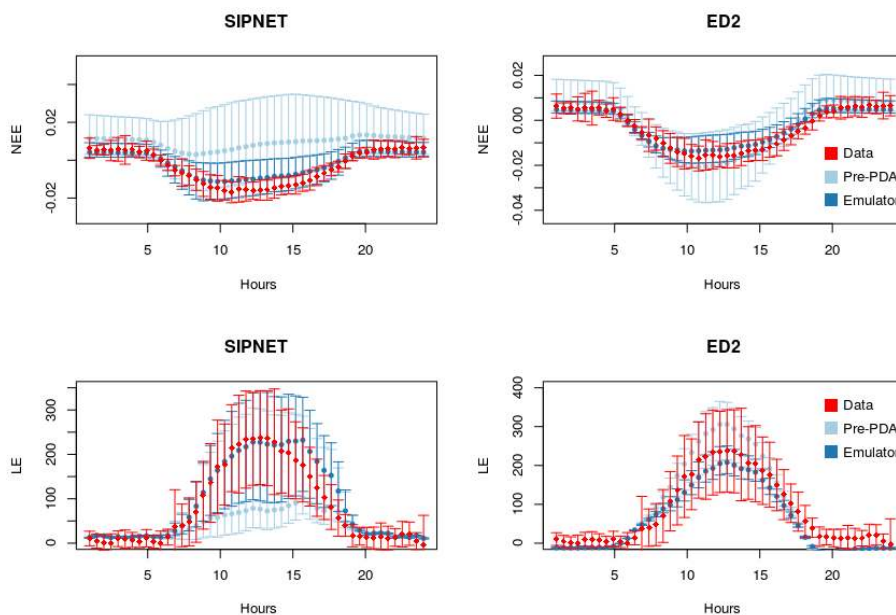 SIPNET
ED2
NEE
0.02
-0.02
5
10
15
20
Hours
NEE
0.02
0.00
-0.02
-0.04
5
10
15
20
Hours
Data
Pre-PDA
Emulator
SIPNET
ED2
LE
300
200
100
0
5
10
15
20
Hours
LE
400
300
200
100
0
5
10
15
20
Hours
Data
Pre-PDA
Emulator